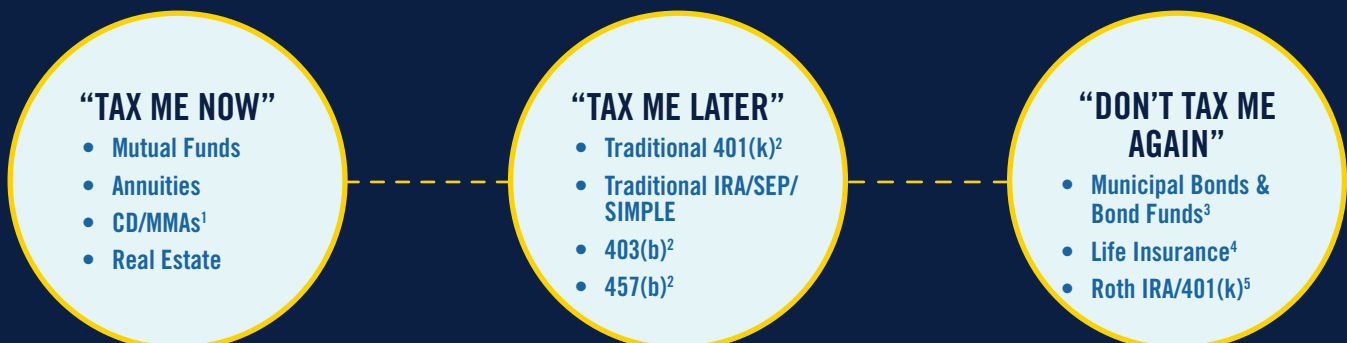 “TAX ME NOW”
• Mutual Funds
• Annuities
• CD/MMAs¹
• Real Estate
“TAX ME LATER”
• Traditional 401(k)²
• Traditional IRA/SEP/
SIMPLE
• 403(b)²
• 457(b)²
“DON’T TAX ME
AGAIN”
• Municipal Bonds &
Bond Funds³
• Life Insurance⁴
• Roth IRA/401(k)⁵